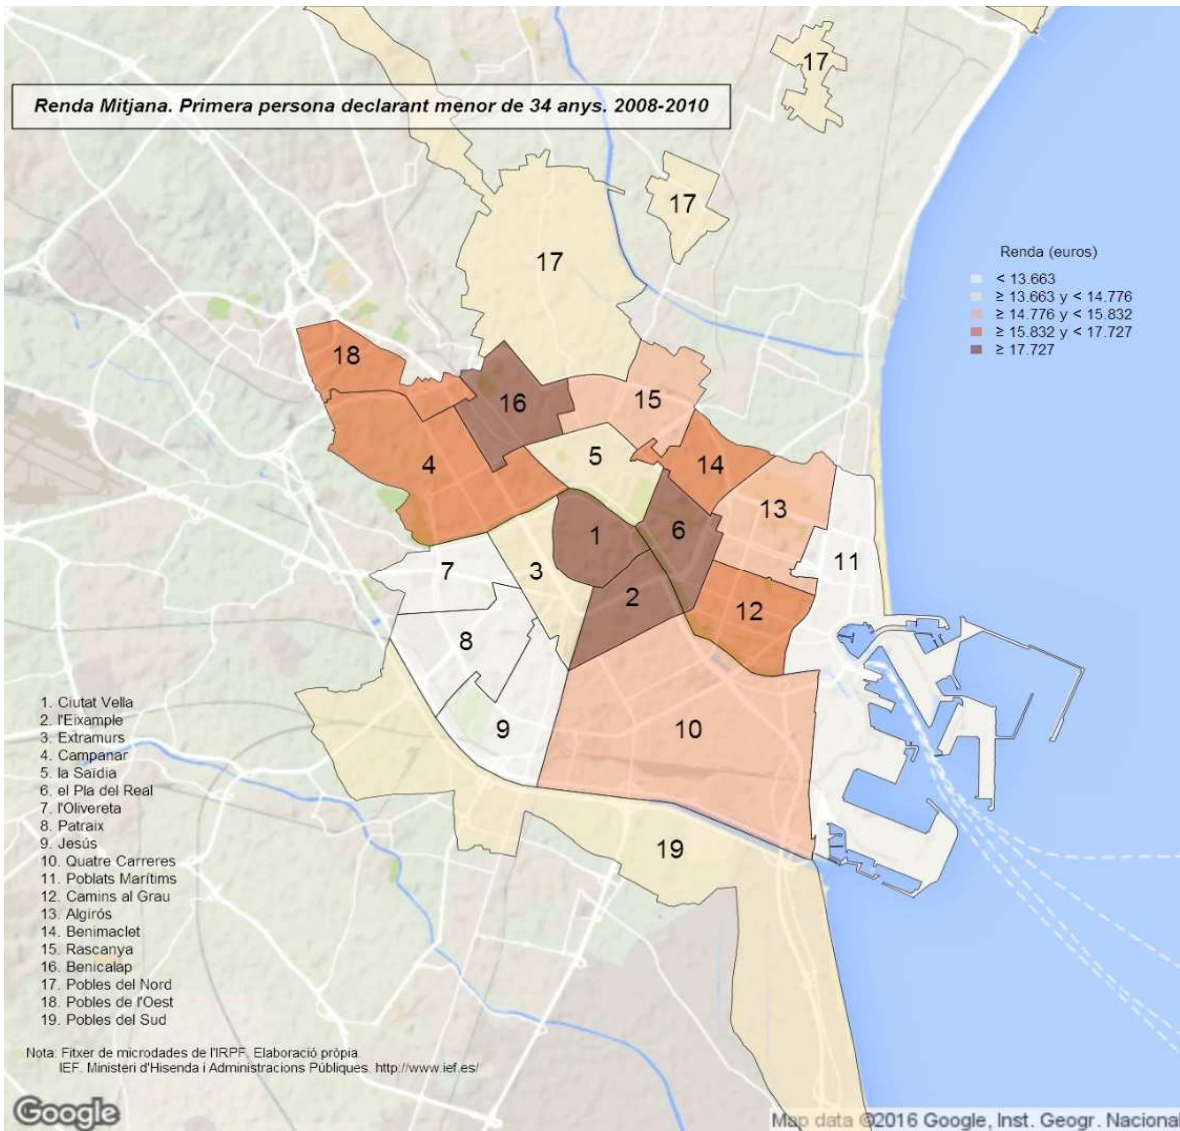 Renda Mitjana. Primera persona declarant menor de 34 anys. 2008-2010
17
17
17
Renda (euros)
< 13.663
≥ 13.663 y < 14.776
≥ 14.776 y < 15.832
≥ 15.832 y < 17.727
≥ 17.727
18
16
15
5
4
14
13
6
1
11
7
3
2
12
8
9
10
19
1. Ciutat Vella
2. l'Eixample
3. Extramurs
4. Campanar
5. la Saïdia
6. el Pla del Real
7. l'Olivereta
8. Patraix
9. Jesús
10. Quatre Carreres
11. Poblats Marítims
12. Camins al Grau
13. Algirós
14. Benimaclet
15. Rascanya
16. Benicalap
17. Pobles del Nord
18. Pobles de l'Oest
19. Pobles del Sud
Nota: Fitxer de microdades de l'IRPF. Elaboració pròpia.
IEF. Ministeri d'Hisenda i Administracions Públiques. http://www.ief.es/
Google
Map data ©2016 Google, Inst. Geogr. Nacional